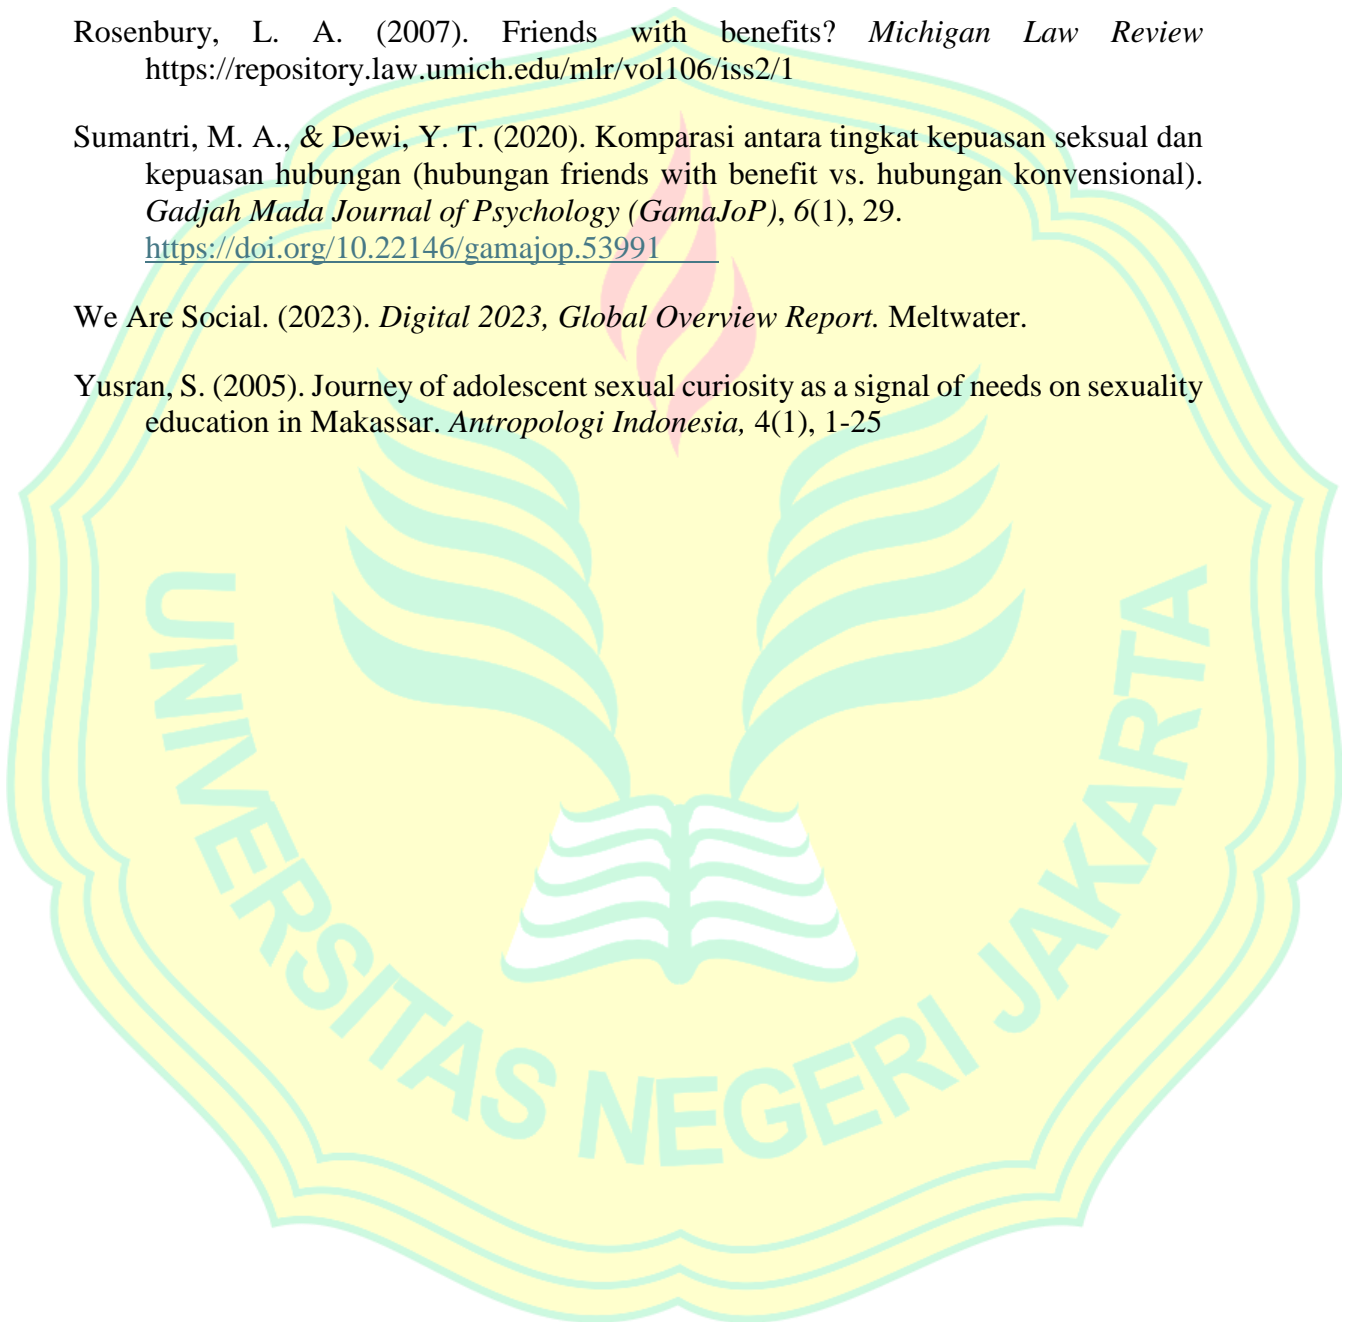 Rosenbury, L. A. (2007). Friends with benefits? Michigan Law Review
https://repository.law.umich.edu/mlr/vol106/iss2/1
Sumantri, M. A., & Dewi, Y. T. (2020). Komparasi antara tingkat kepuasan seksual dan
kepuasan hubungan (hubungan friends with benefit vs. hubungan konvensional).
Gadjah Mada Journal of Psychology (GamaJoP), 6(1), 29.
https://doi.org/10.22146/gamajop.53991
We Are Social. (2023). Digital 2023, Global Overview Report. Meltwater.
Yusran, S. (2005). Journey of adolescent sexual curiosity as a signal of needs on sexuality
education in Makassar. Antropologi Indonesia, 4(1), 1-25
UNIVERSITAS NEGERI JAKARTA